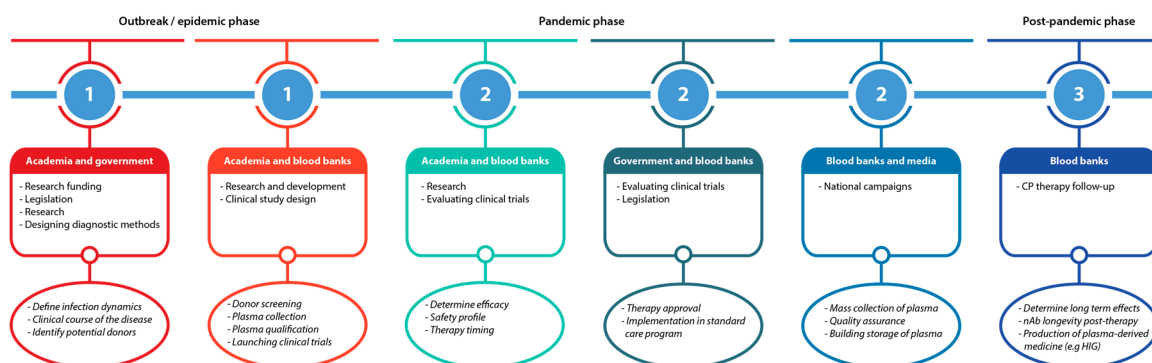 Outbreak / epidemic phase
Pandemic phase
Post-pandemic phase
1
1
2
2
2
3
Academia and government
- Research funding
- Legislation
- Research
- Designing diagnostic methods
- Define infection dynamics
- Clinical course of the disease
- Identify potential donors
Academia and blood banks
- Research and development
- Clinical study design
- Donor screening
- Plasma collection
- Plasma qualification
- Launching clinical trials
Academia and blood banks
- Research
- Evaluating clinical trials
- Determine efficacy
- Safety profile
- Therapy timing
Government and blood banks
- Evaluating clinical trials
- Legislation
- Therapy approval
- Implementation in standard
care program
Blood banks and media
- National campaigns
- Mass collection of plasma
- Quality assurance
- Building storage of plasma
Blood banks
- CP therapy follow-up
- Determine long term effects
- nAb longevity post-therapy
- Production of plasma-derived
medicine (e.g HIG)